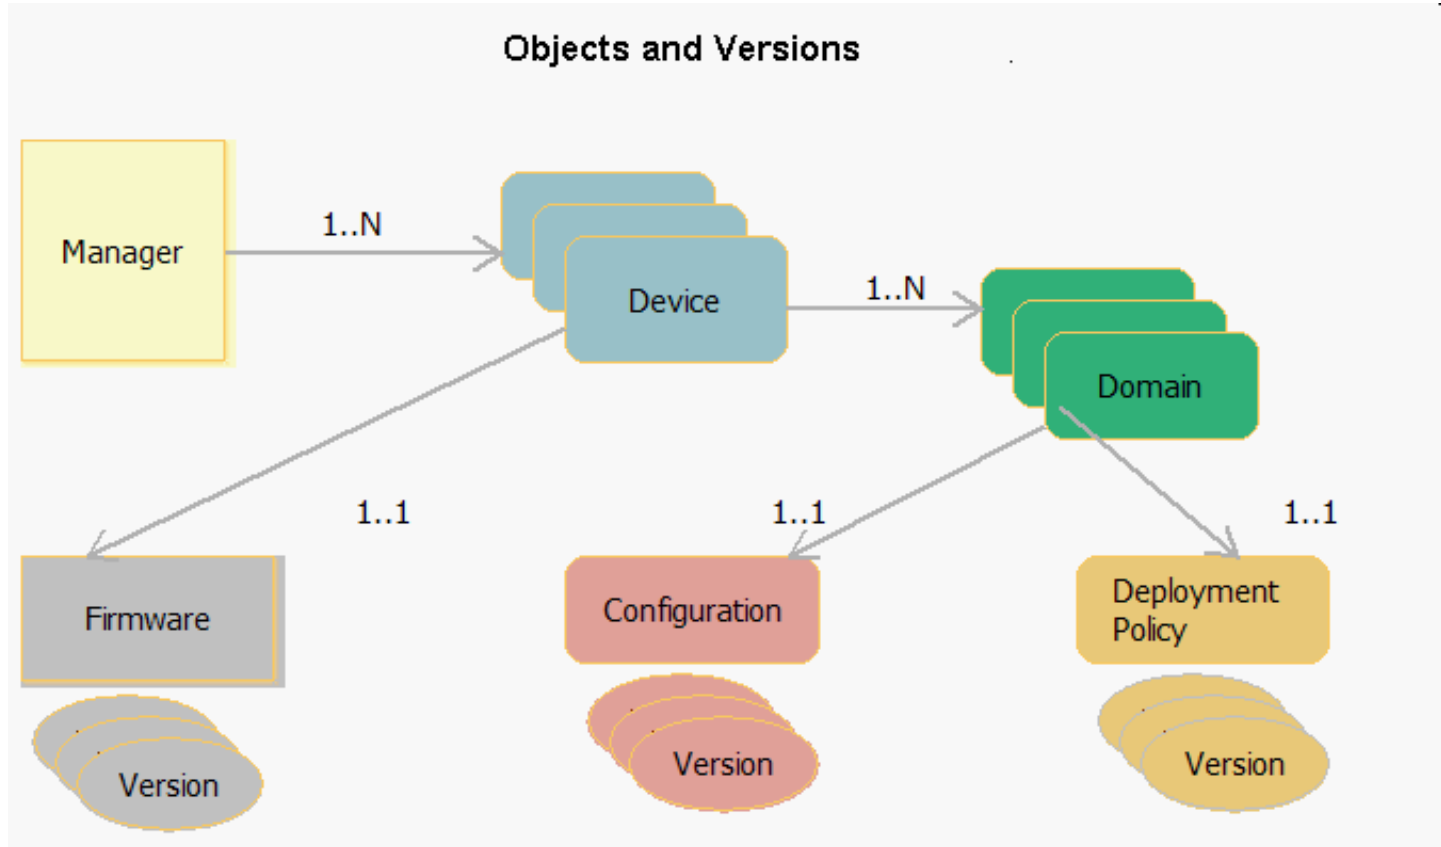 Objects and Versions
Manager
1..N
Device
1..N
Domain
1..1
1..1
1..1
Firmware
Configuration
Deployment
Policy
Version
Version
Version